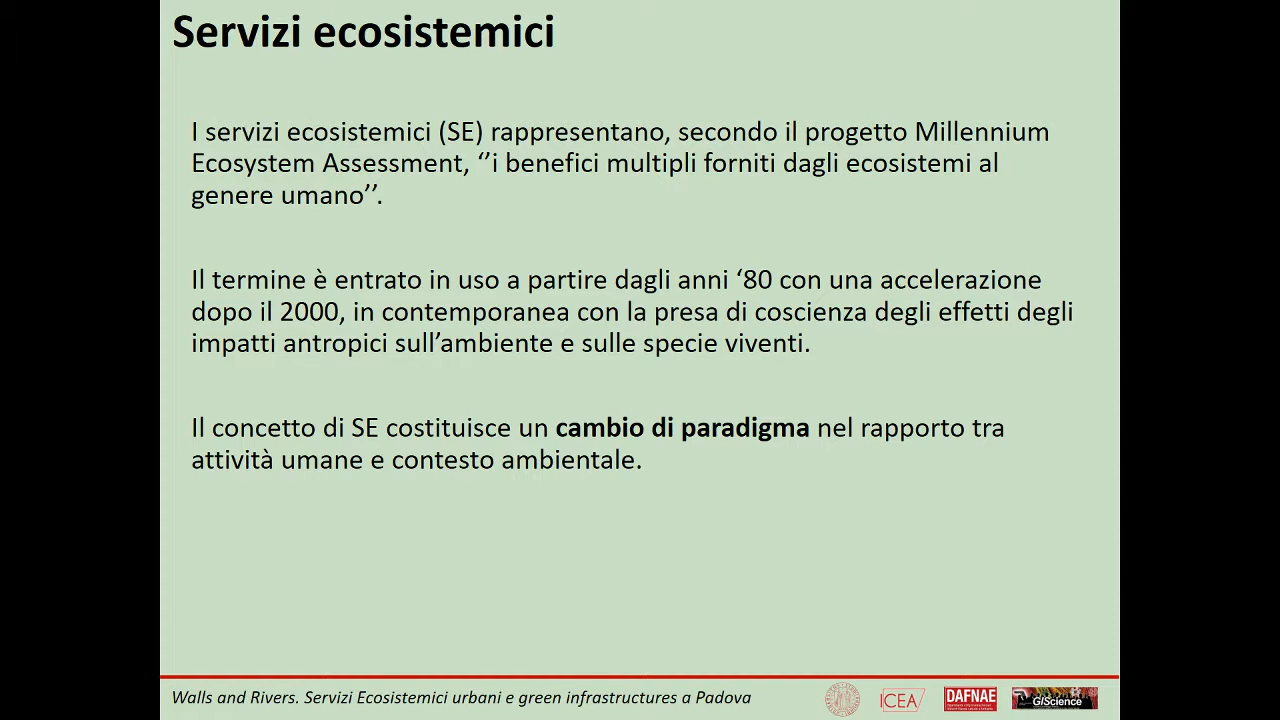 Servizi ecosistemici
I servizi ecosistemici (SE) rappresentano, secondo il progetto Millennium
Ecosystem Assessment, ‘’i benefici multipli forniti dagli ecosistemi al
genere umano’’.
Il termine è entrato in uso a partire dagli anni ‘80 con una accelerazione
dopo il 2000, in contemporanea con la presa di coscienza degli effetti degli
impatti antropici sull’ambiente e sulle specie viventi.
Il concetto di SE costituisce un cambio di paradigma nel rapporto tra
attività umane e contesto ambientale.
Walls and Rivers. Servizi Ecosistemici urbani e green infrastructures a Padova
ICEA
DAFNAE
GIScience